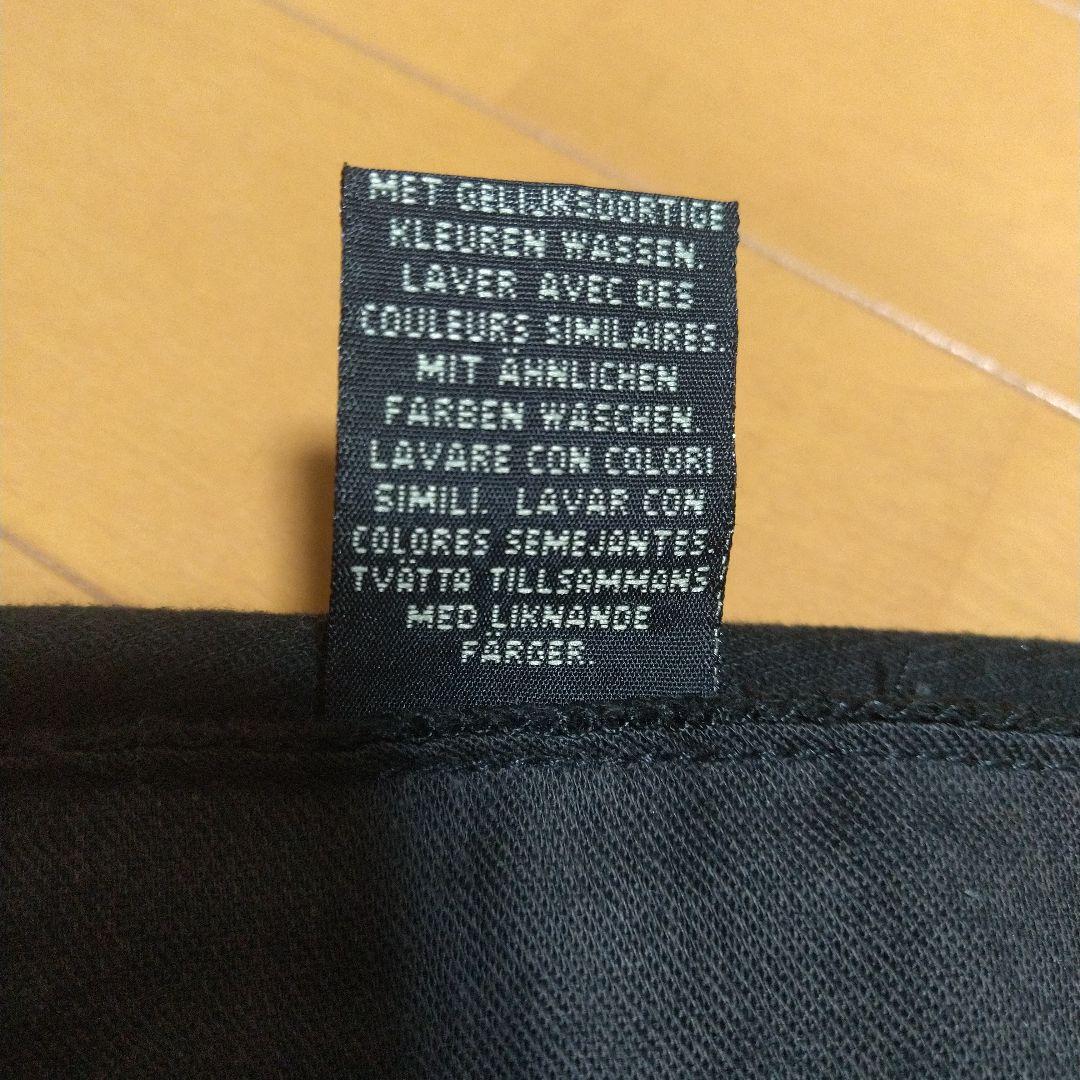 MET GELIJKSOORTIGE
KLEUREN WASSEN.
LAVER AVEC DES
COULEURS SIMILAIRES.
MIT ÄHNLICHEN
FARBEN WASCHEN.
LAVARE CON COLORI
SIMILI. LAVAR CON
COLORES SEMEJANTES.
TVÄTTA TILLSAMMANS
MED LIKNANDE
FÄRGER.